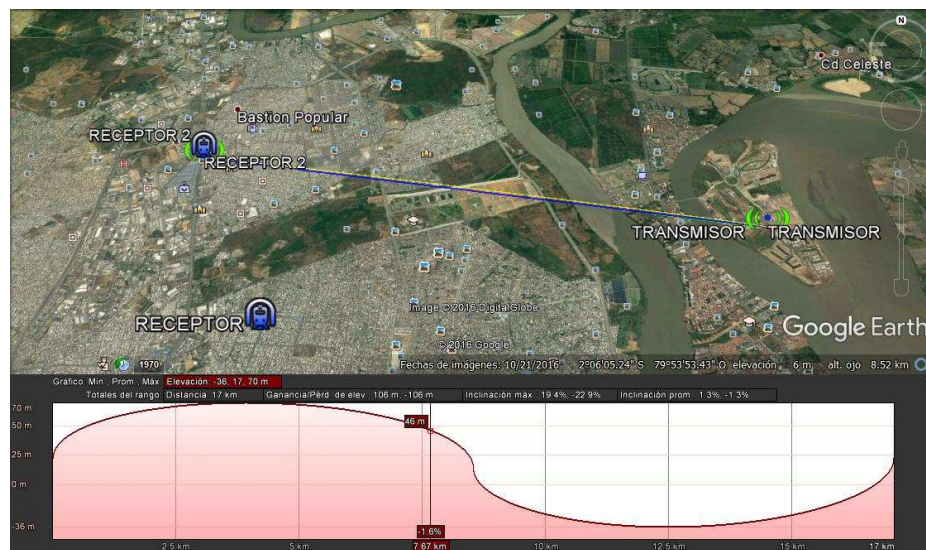 N
Cd Celeste
Bastion Popular
RECEPTOR 2
RECEPTOR 2
TRANSMISOR TRANSMISOR
RECEPTOR
Image © 2016 DigitalGlobe
Google Earth
© 2016 Google
1970
Fechas de imágenes: 10/21/2016 2°06'05.24" S 79°53'53.43" O elevación -6 m alt. ojo 8.52 km
Gráfico: Mín., Prom., Máx. Elevación: -36, 17, 70 m
Totales del rango: Distancia: 17 km Ganancia/Pérd. de elev.: 106 m, -106 m Inclinación máx.: 19.4%, -22.9% Inclinación prom.: 1.3%, -1.3%
70 m
46 m
50 m
25 m
0 m
-36 m
-1.6%
2.5 km 5 km 7.67 km 10 km 12.5 km 15 km 17 km